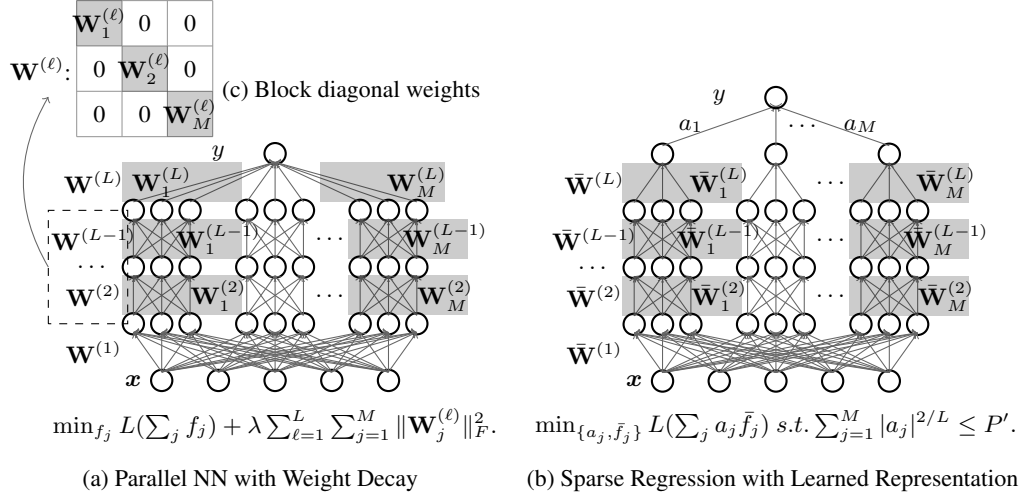 W_1^{(ℓ)} 0 0
W^{(ℓ)}: 0 W_2^{(ℓ)} 0
0 0 W_M^{(ℓ)}
(c) Block diagonal weights
y
W^{(L)} W_1^{(L)} W_M^{(L)}
W^{(L-1)} W_1^{(L-1)} ··· W_M^{(L-1)}
···
W^{(2)} W_1^{(2)} ··· W_M^{(2)}
W^{(1)}
x
min_{f_j} L(∑_j f_j) + λ ∑_{ℓ=1}^{L} ∑_{j=1}^{M} ‖W_j^{(ℓ)}‖_F^2.
(a) Parallel NN with Weight Decay
y
a_1 ··· a_M
W̄^{(L)} W̄_1^{(L)} ··· W̄_M^{(L)}
W̄^{(L-1)} W̄_1^{(L-1)} ··· W̄_M^{(L-1)}
···
W̄^{(2)} W̄_1^{(2)} ··· W̄_M^{(2)}
W̄^{(1)}
x
min_{{a_j, f̄_j}} L(∑_j a_j f̄_j) s.t. ∑_{j=1}^{M} |a_j|^{2/L} ≤ P′.
(b) Sparse Regression with Learned Representation